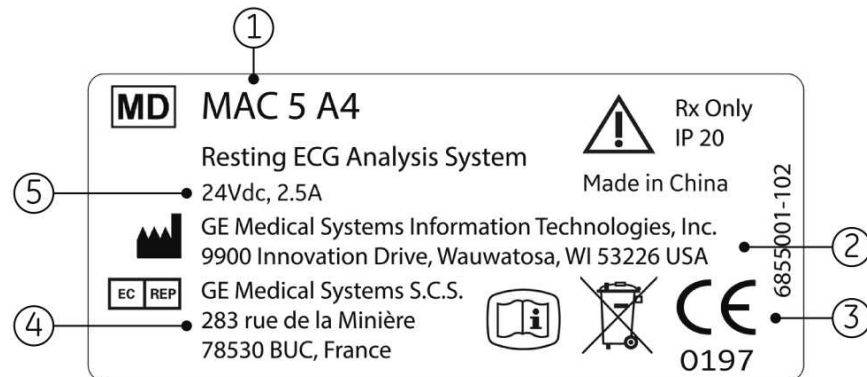 1
MD
MAC 5 A4
Resting ECG Analysis System
24Vdc, 2.5A
Rx Only
IP 20
Made in China
5
GE Medical Systems Information Technologies, Inc.
9900 Innovation Drive, Wauwatosa, WI 53226 USA
2
6855001-102
EC REP
GE Medical Systems S.C.S.
283 rue de la Minière
78530 BUC, France
4
i
CE
0197
3